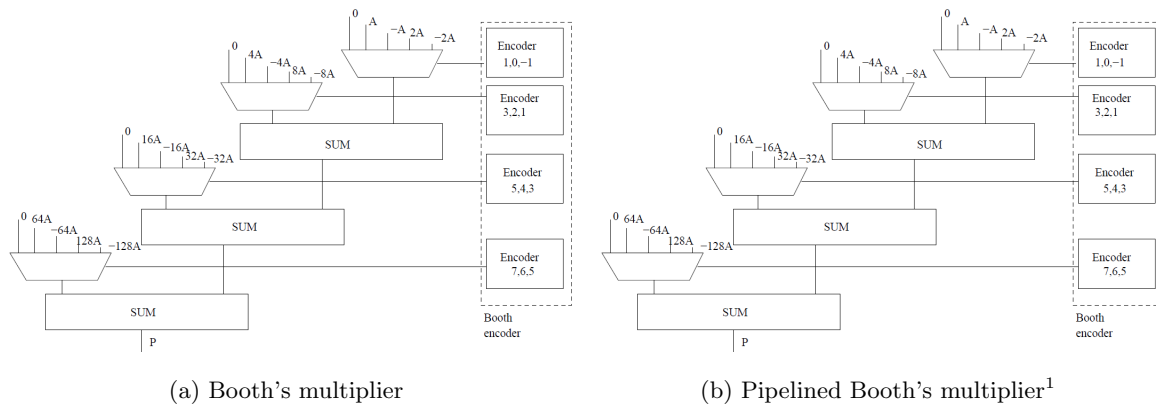 0
A
−A
2A
−2A
Encoder
1,0,−1
0
4A
−4A
8A
−8A
Encoder
3,2,1
SUM
0
16A
−16A
32A
−32A
Encoder
5,4,3
SUM
0
64A
−64A
128A
−128A
Encoder
7,6,5
SUM
P
Booth
encoder
(a) Booth's multiplier
0
A
−A
2A
−2A
Encoder
1,0,−1
0
4A
−4A
8A
−8A
Encoder
3,2,1
SUM
0
16A
−16A
32A
−32A
Encoder
5,4,3
SUM
0
64A
−64A
128A
−128A
Encoder
7,6,5
SUM
P
Booth
encoder
(b) Pipelined Booth's multiplier¹